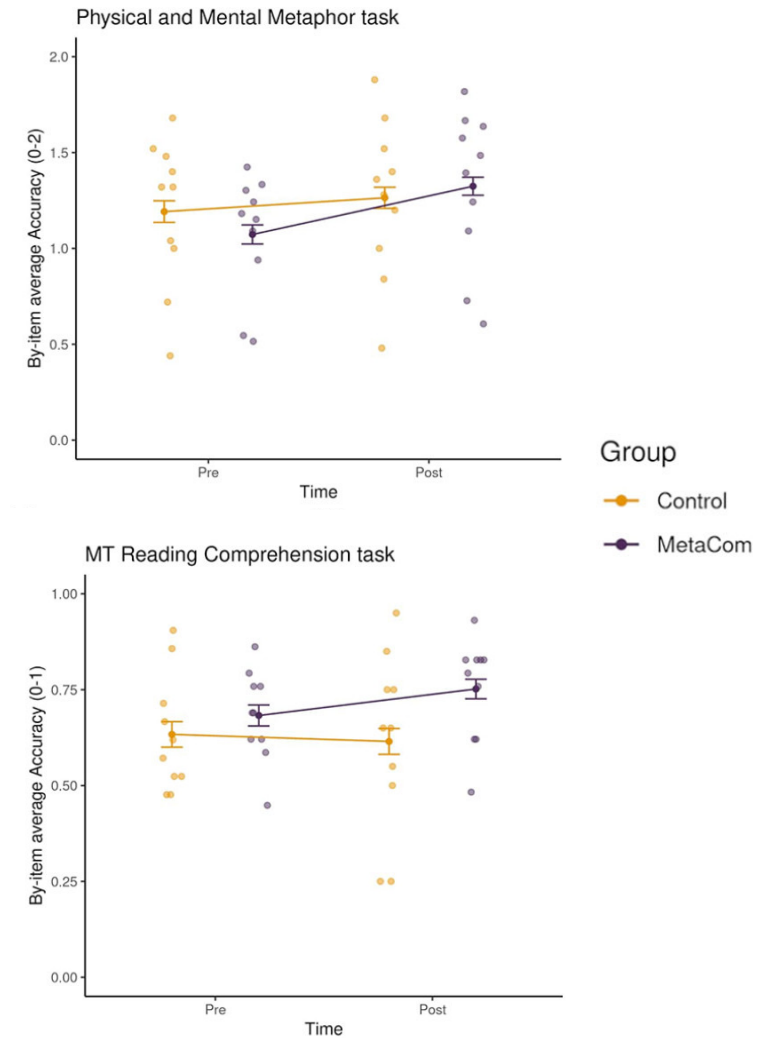 Physical and Mental Metaphor task
By-item average Accuracy (0-2)
2.0
1.5
1.0
0.5
0.0
Pre
Post
Time
Group
Control
MetaCom
MT Reading Comprehension task
By-item average Accuracy (0-1)
1.00
0.75
0.50
0.25
0.00
Pre
Post
Time